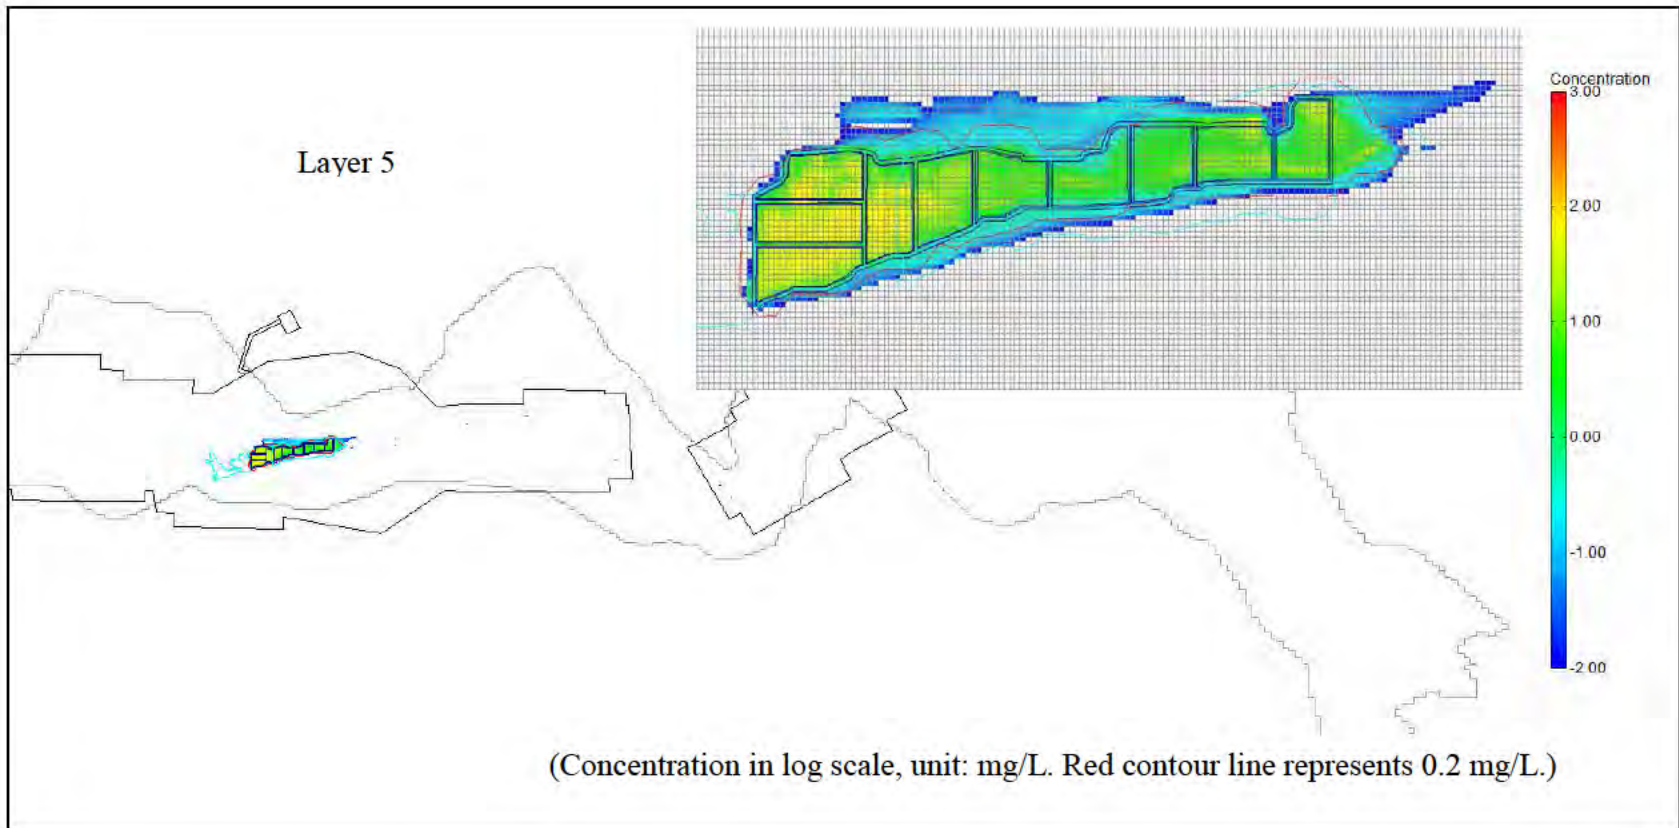 Layer 5
Concentration
3.00
2.00
1.00
0.00
-1.00
-2.00
(Concentration in log scale, unit: mg/L. Red contour line represents 0.2 mg/L.)